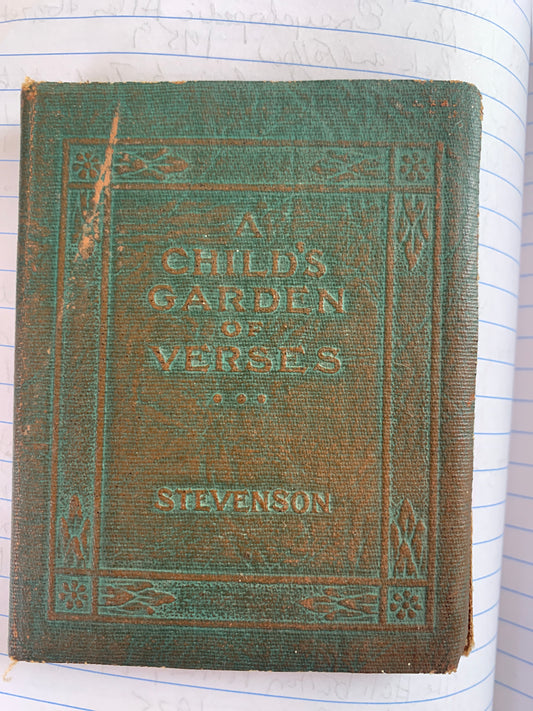 A
CHILD'S
GARDEN
OF
VERSES
STEVENSON